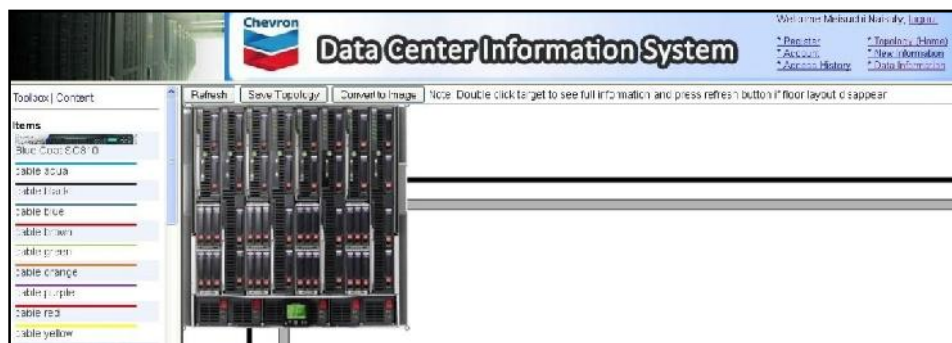 Chevron
Data Center Information System
Welcome Meisuchi Naisuty, Logout
* Register
* Account
* Access History
* Topology (Home)
* New Information
* Data Information
Toolbox | Content
Refresh
Save Topology
Convert to Image
Note: Double click target to see full information and press refresh button if floor layout disappear
Items
Blue Coat SG810
cable aqua
cable black
cable blue
cable brown
cable green
cable orange
cable purple
cable red
cable yellow